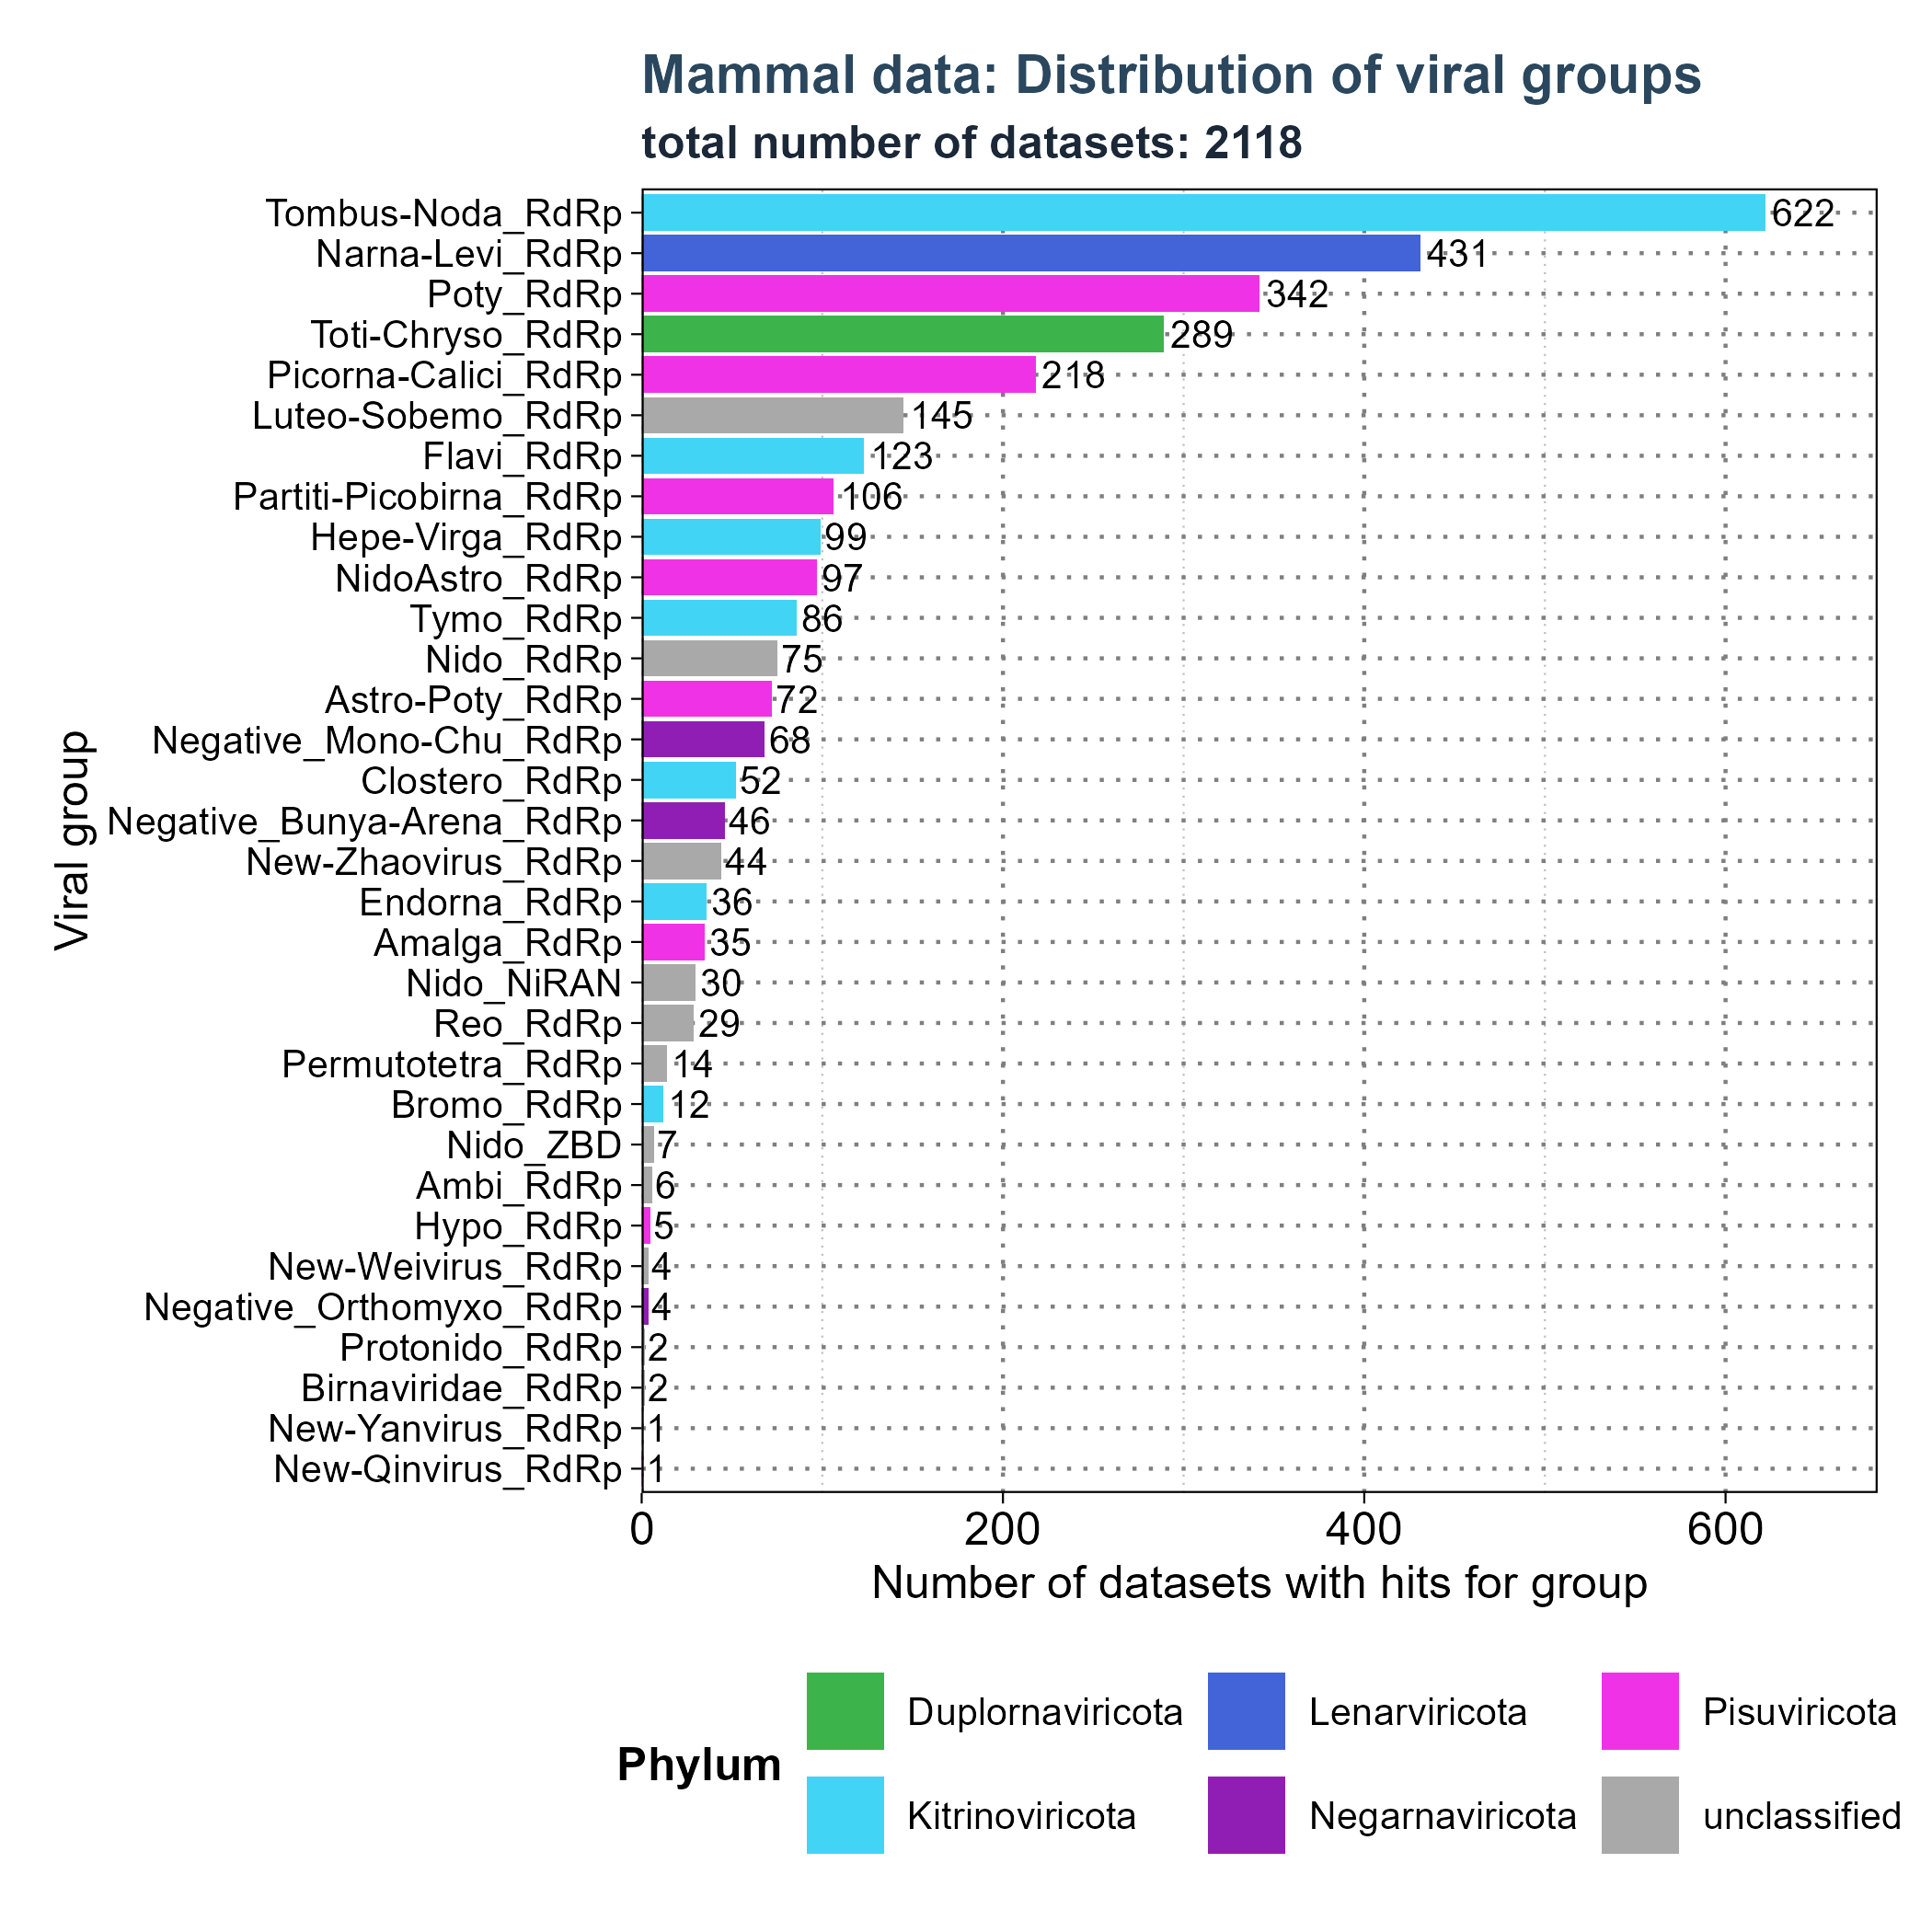 Mammal data: Distribution of viral groups
total number of datasets: 2118
Viral group
Tombus-Noda_RdRp 622
Narna-Levi_RdRp 431
Poty_RdRp 342
Toti-Chryso_RdRp 289
Picorna-Calici_RdRp 218
Luteo-Sobemo_RdRp 145
Flavi_RdRp 123
Partiti-Picobirna_RdRp 106
Hepe-Virga_RdRp 99
NidoAstro_RdRp 97
Tymo_RdRp 86
Nido_RdRp 75
Astro-Poty_RdRp 72
Negative_Mono-Chu_RdRp 68
Clostero_RdRp 52
Negative_Bunya-Arena_RdRp 46
New-Zhaovirus_RdRp 44
Endorna_RdRp 36
Amalga_RdRp 35
Nido_NiRAN 30
Reo_RdRp 29
Permutotetra_RdRp 14
Bromo_RdRp 12
Nido_ZBD 7
Ambi_RdRp 6
Hypo_RdRp 5
New-Weivirus_RdRp 4
Negative_Orthomyxo_RdRp 4
Protonido_RdRp 2
Birnaviridae_RdRp 2
New-Yanvirus_RdRp 1
New-Qinvirus_RdRp 1
0 200 400 600
Number of datasets with hits for group
Phylum
Duplornaviricota Lenarviricota Pisuviricota
Kitrinoviricota Negarnaviricota unclassified